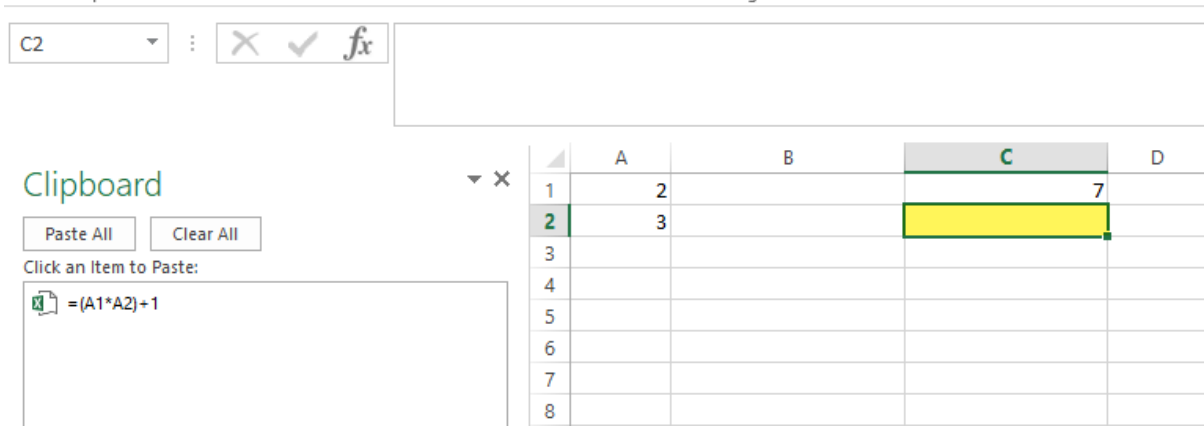 C2 fx
A B C D
Clipboard
1 2 7
Paste All Clear All
2 3
Click an Item to Paste:
3
=(A1*A2)+1
4
5
6
7
8